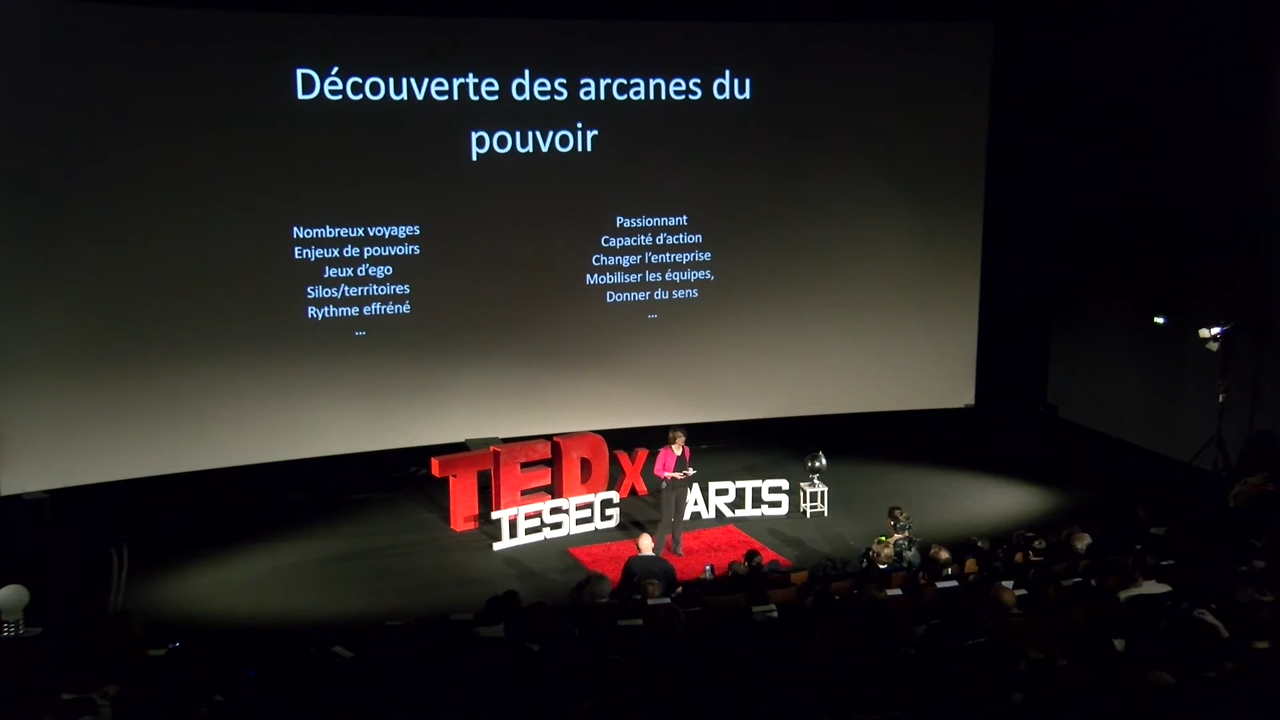 Découverte des arcanes du
pouvoir
Nombreux voyages
Enjeux de pouvoirs
Jeux d'ego
Silos/territoires
Rythme effréné
...
Passionnant
Capacité d'action
Changer l'entreprise
Mobiliser les équipes,
Donner du sens
...
TEDx
IESEG PARIS